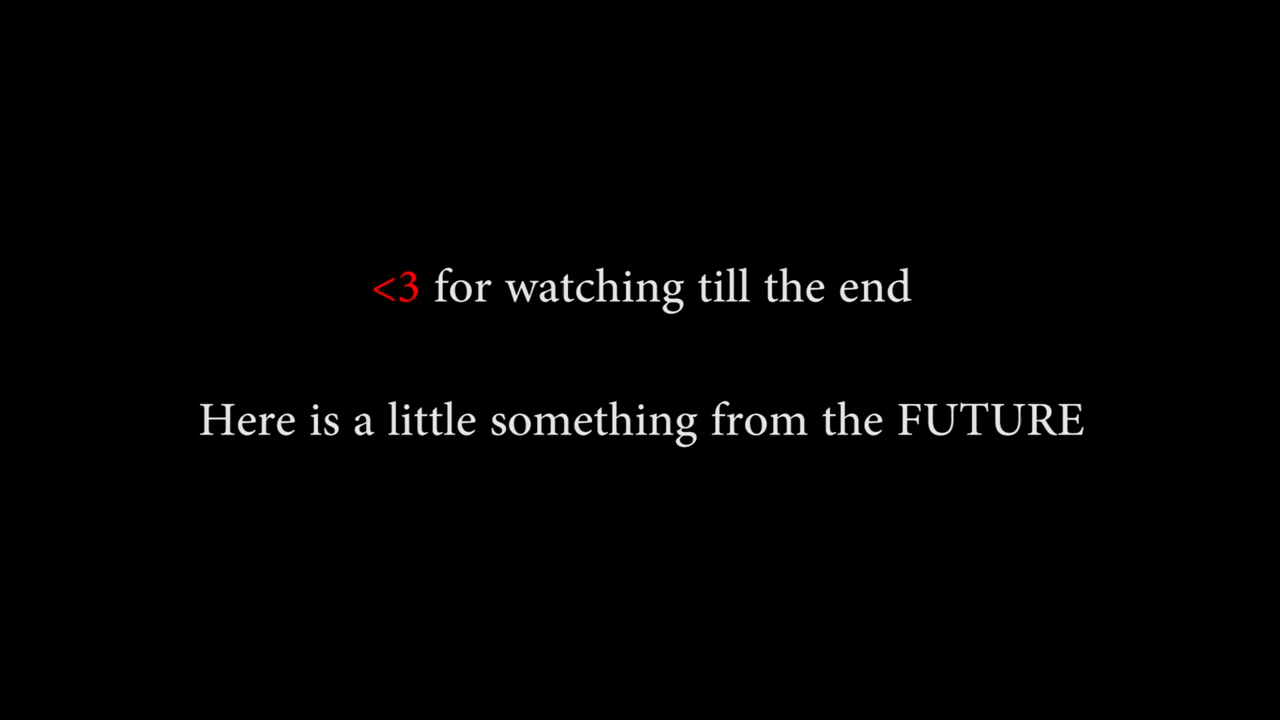 <3 for watching till the end
Here is a little something from the FUTURE